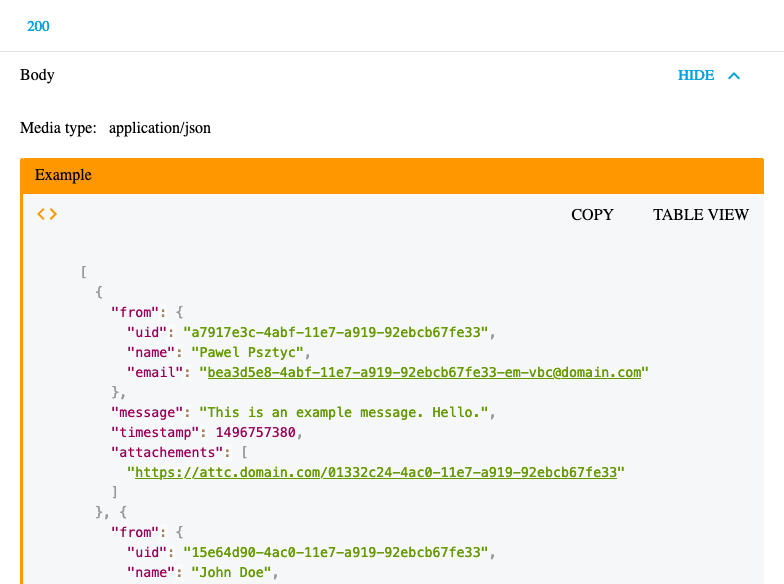 200
Body HIDE
Media type: application/json
Example
<> COPY TABLE VIEW
[
{
"from": {
"uid": "a7917e3c-4abf-11e7-a919-92ebcb67fe33",
"name": "Pawel Psztyc",
"email": "bea3d5e8-4abf-11e7-a919-92ebcb67fe33-em-vbc@domain.com"
},
"message": "This is an example message. Hello.",
"timestamp": 1496757380,
"attachements": [
"https://attc.domain.com/01332c24-4ac0-11e7-a919-92ebcb67fe33"
]
}, {
"from": {
"uid": "15e64d90-4ac0-11e7-a919-92ebcb67fe33",
"name": "John Doe",